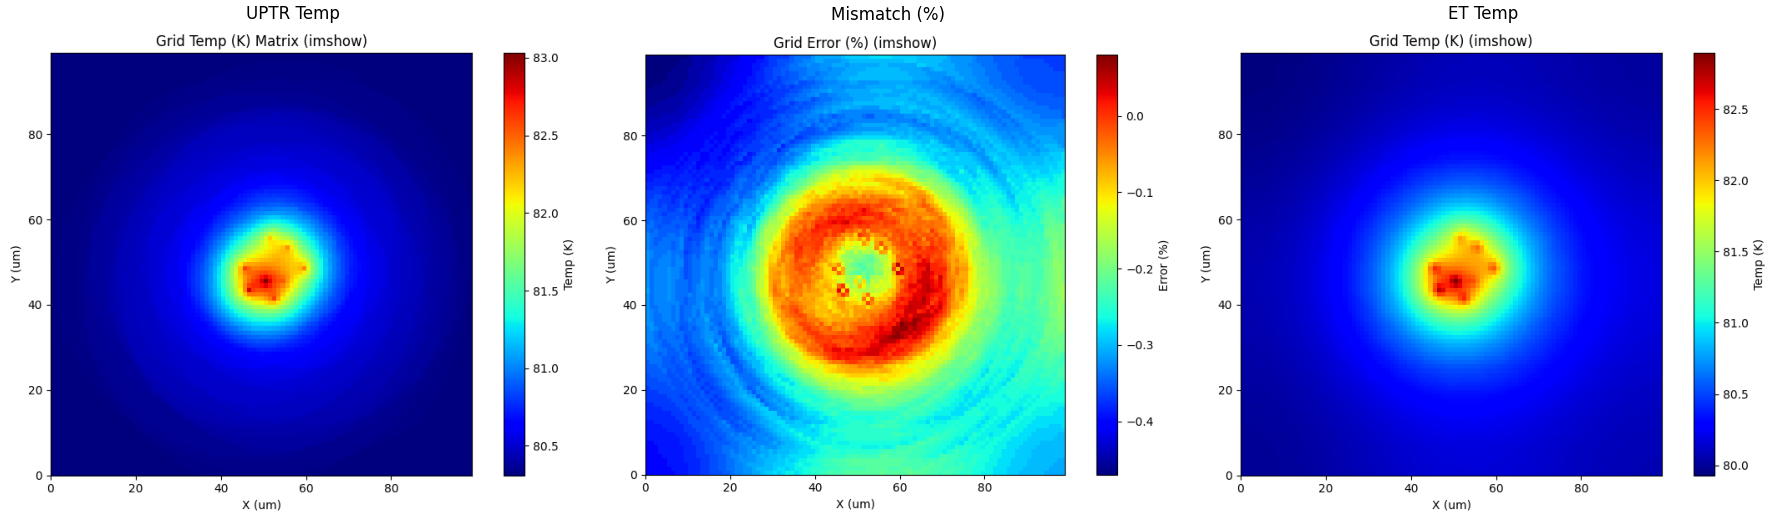 UPTR Temp
Grid Temp (K) Matrix (imshow)
80
60
40
20
0
0 20 40 60 80
X (um)
Y (um)
83.0
82.5
82.0
81.5
81.0
80.5
Temp (K)
Mismatch (%)
Grid Error (%) (imshow)
80
60
40
20
0
0 20 40 60 80
X (um)
Y (um)
0.0
−0.1
−0.2
−0.3
−0.4
Error (%)
ET Temp
Grid Temp (K) (imshow)
80
60
40
20
0
0 20 40 60 80
X (um)
Y (um)
82.5
82.0
81.5
81.0
80.5
80.0
Temp (K)